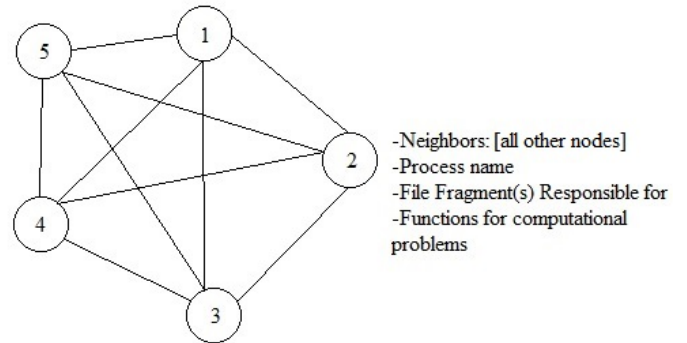 1
5
2
-Neighbors: [all other nodes]
-Process name
-File Fragment(s) Responsible for
-Functions for computational
problems
4
3